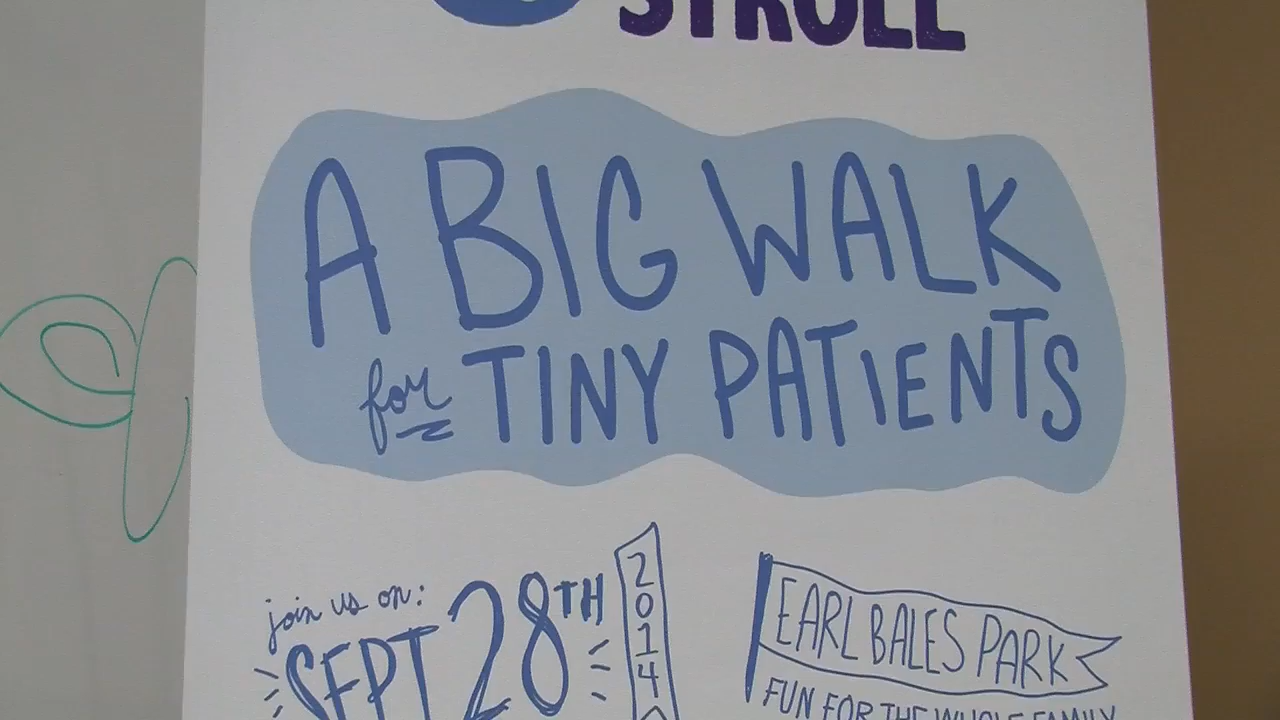 STROLL
A BIG WALK
for TINY PATIENTS
join us on:
SEPT 28TH
2014
EARL BALES PARK
FUN FOR THE WHOLE FAMILY